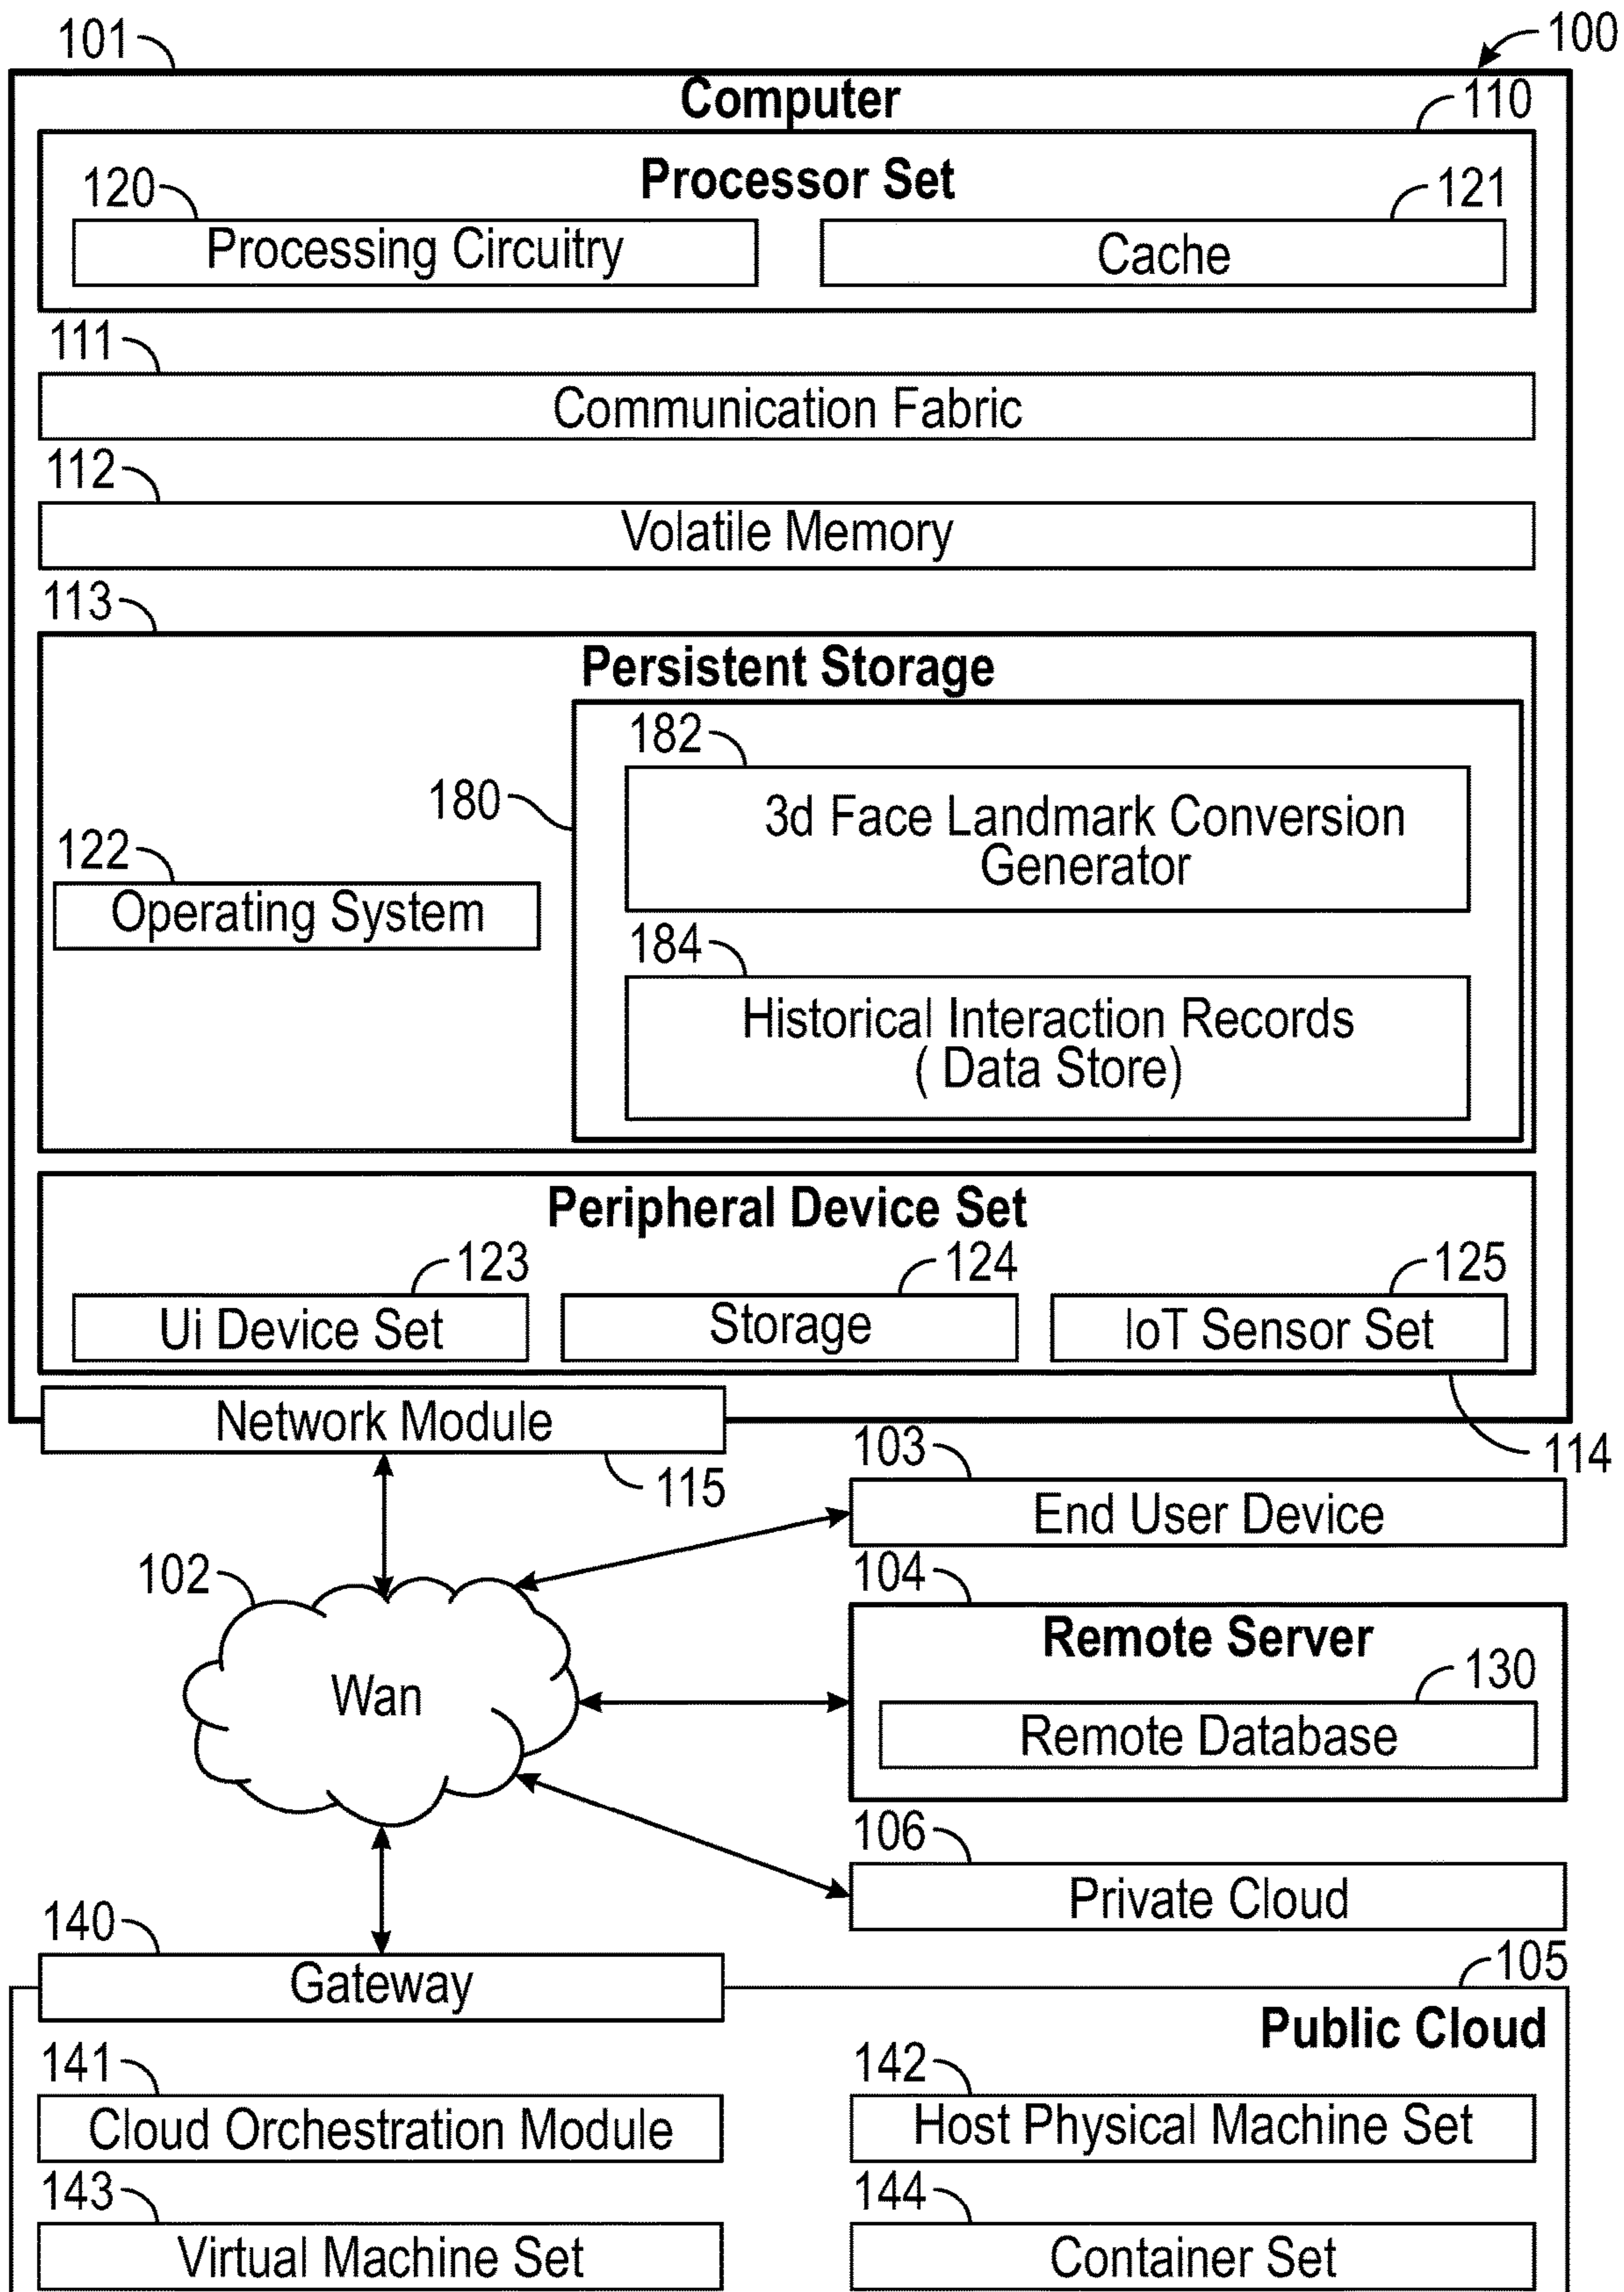 101
100
Computer
110
Processor Set
120
121
Processing Circuitry
Cache
111
Communication Fabric
112
Volatile Memory
113
Persistent Storage
182
180
3d Face Landmark Conversion
Generator
122
Operating System
184
Historical Interaction Records
( Data Store)
Peripheral Device Set
123
124
125
Ui Device Set
Storage
IoT Sensor Set
Network Module
114
115
103
End User Device
102
104
Remote Server
Wan
130
Remote Database
106
Private Cloud
140
Gateway
105
Public Cloud
141
142
Cloud Orchestration Module
Host Physical Machine Set
143
144
Virtual Machine Set
Container Set